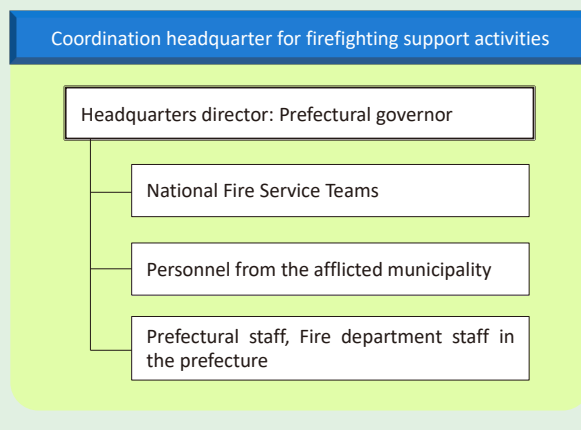 Coordination headquarter for firefighting support activities
Headquarters director: Prefectural governor
National Fire Service Teams
Personnel from the afflicted municipality
Prefectural staff, Fire department staff in
the prefecture